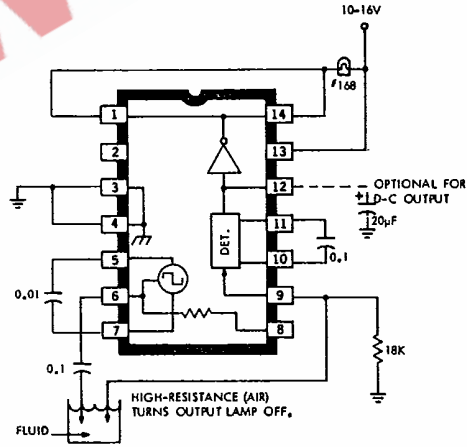 10-16V
#168
1
14
2
13
3
12
OPTIONAL FOR
D-C OUTPUT
+
20µF
4
11
DET.
0.1
5
10
0.01
6
9
7
8
18K
0.1
HIGH-RESISTANCE (AIR)
TURNS OUTPUT LAMP OFF.
FLUID